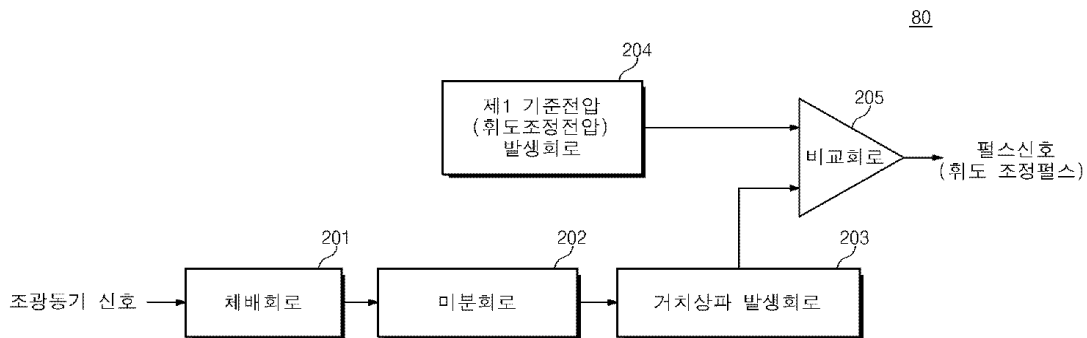 80
204
제1 기준전압
(휘도조정전압)
발생회로
205
비교회로
펄스신호
(휘도 조정펄스)
201
202
203
조광동기 신호
체배회로
미분회로
거치상파 발생회로